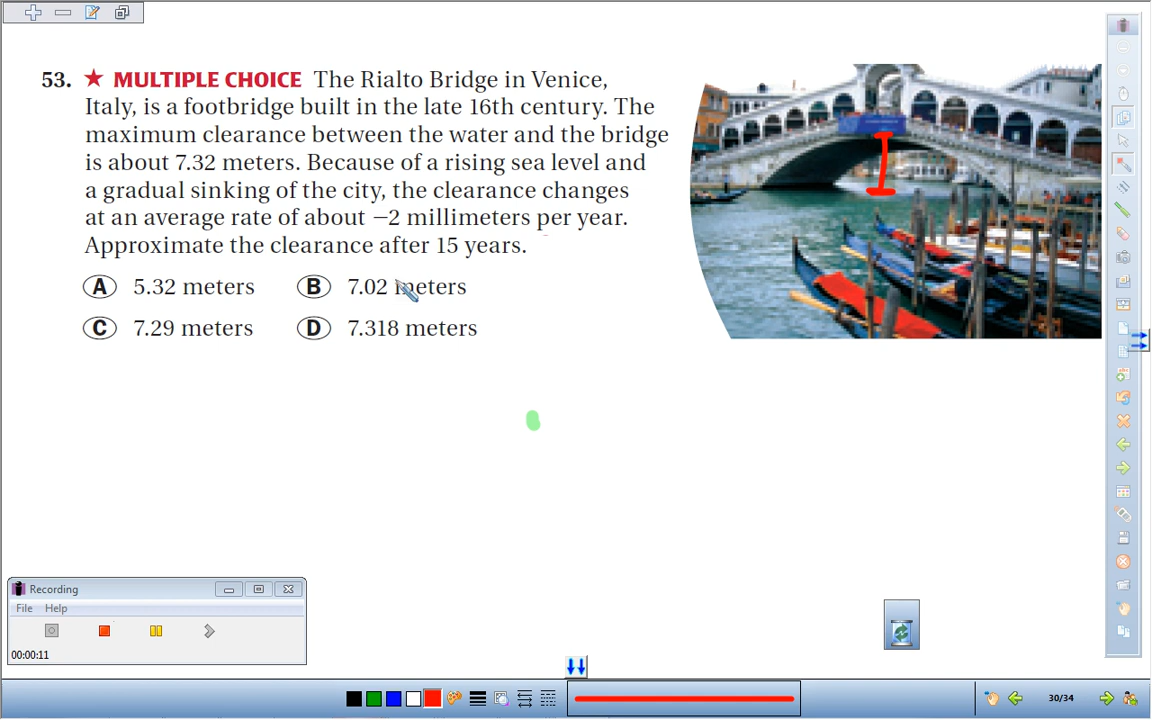 53. ★ MULTIPLE CHOICE The Rialto Bridge in Venice,
Italy, is a footbridge built in the late 16th century. The
maximum clearance between the water and the bridge
is about 7.32 meters. Because of a rising sea level and
a gradual sinking of the city, the clearance changes
at an average rate of about −2 millimeters per year.
Approximate the clearance after 15 years.
A 5.32 meters B 7.02 meters
C 7.29 meters D 7.318 meters
Recording
File Help
00:00:11
30/34